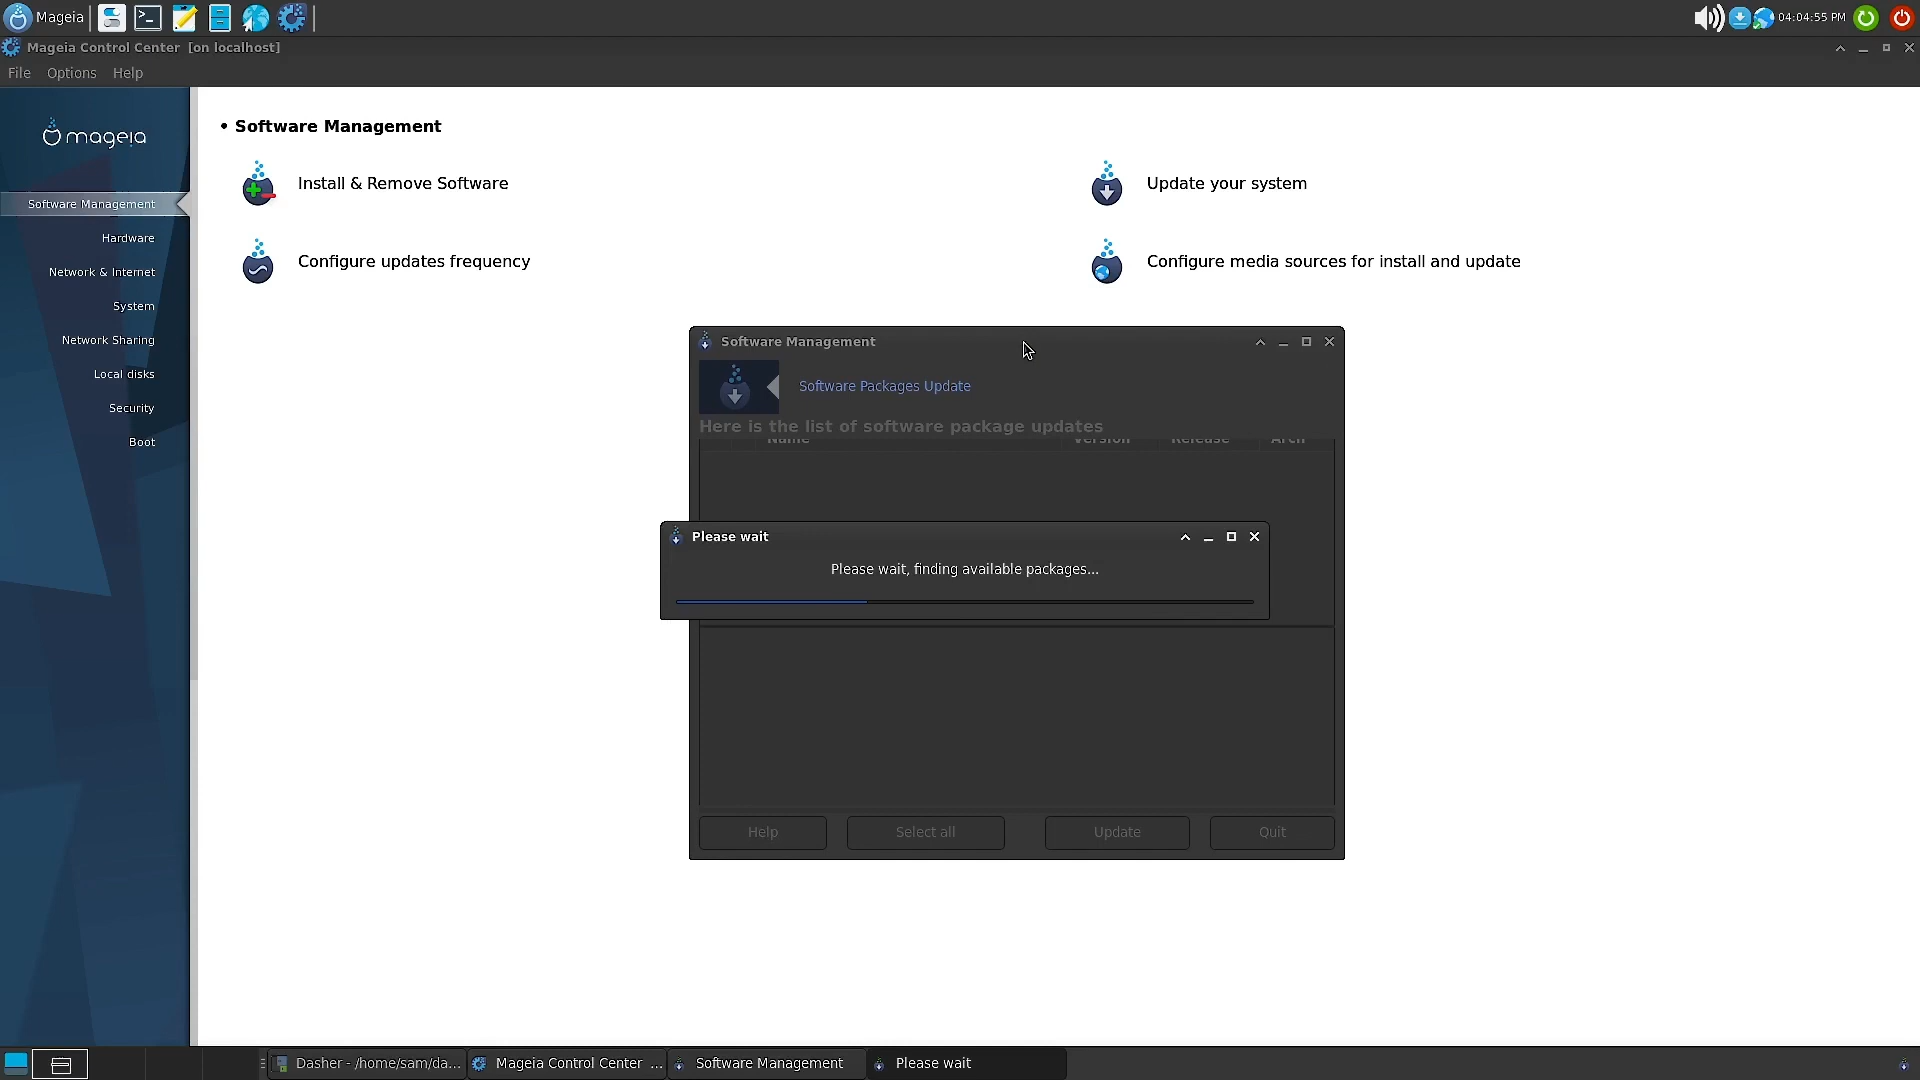 Mageia
04:04:55 PM
Mageia Control Center [on localhost]
File Options Help
mageia
Software Management
Hardware
Network & Internet
System
Network Sharing
Local disks
Security
Boot
• Software Management
Install & Remove Software
Update your system
Configure updates frequency
Configure media sources for install and update
Software Management
Software Packages Update
Here is the list of software package updates
Name Version Release Arch
Please wait
Please wait, finding available packages...
Help Select all Update Quit
Dasher - /home/sam/da... Mageia Control Center ... Software Management Please wait